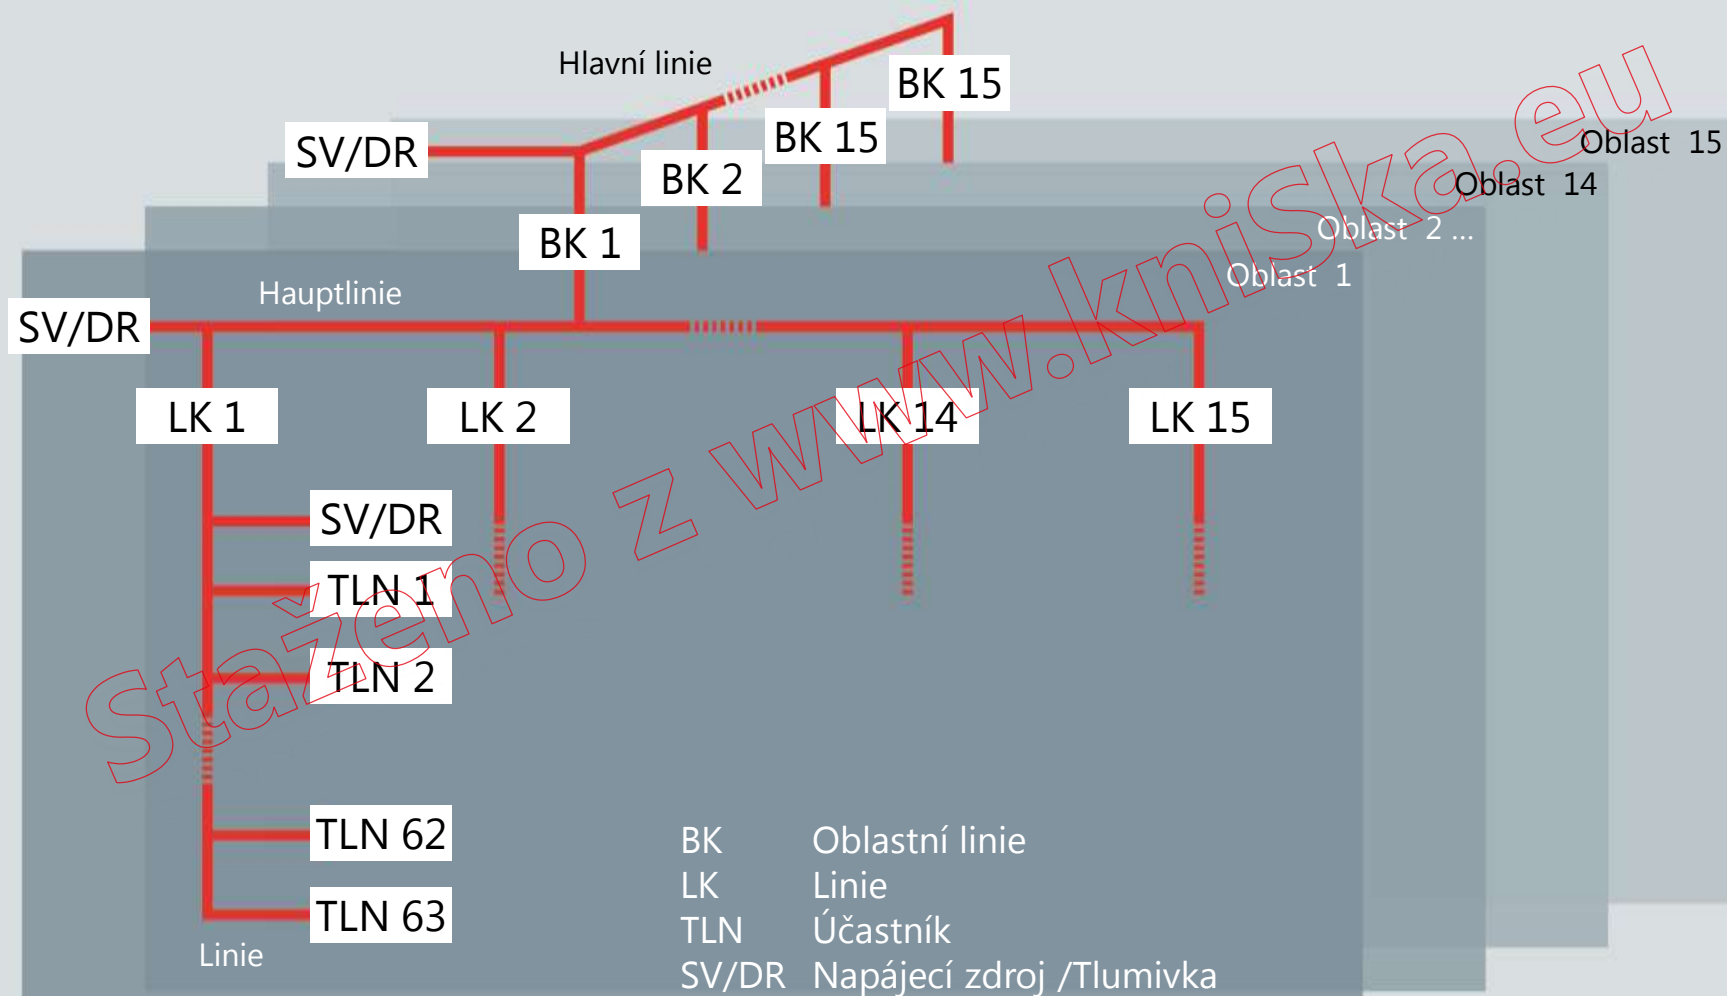 Hlavní linie
BK 15
SV/DR
BK 15
BK 2
BK 1
Oblast 15
Oblast 14
Oblast 2 ...
Oblast 1
Hauptlinie
SV/DR
LK 1
LK 2
LK 14
LK 15
SV/DR
TLN 1
TLN 2
TLN 62
TLN 63
Linie
BK Oblastní linie
LK Linie
TLN Účastník
SV/DR Napájecí zdroj /Tlumivka
Staženo z www.kniSka.eu